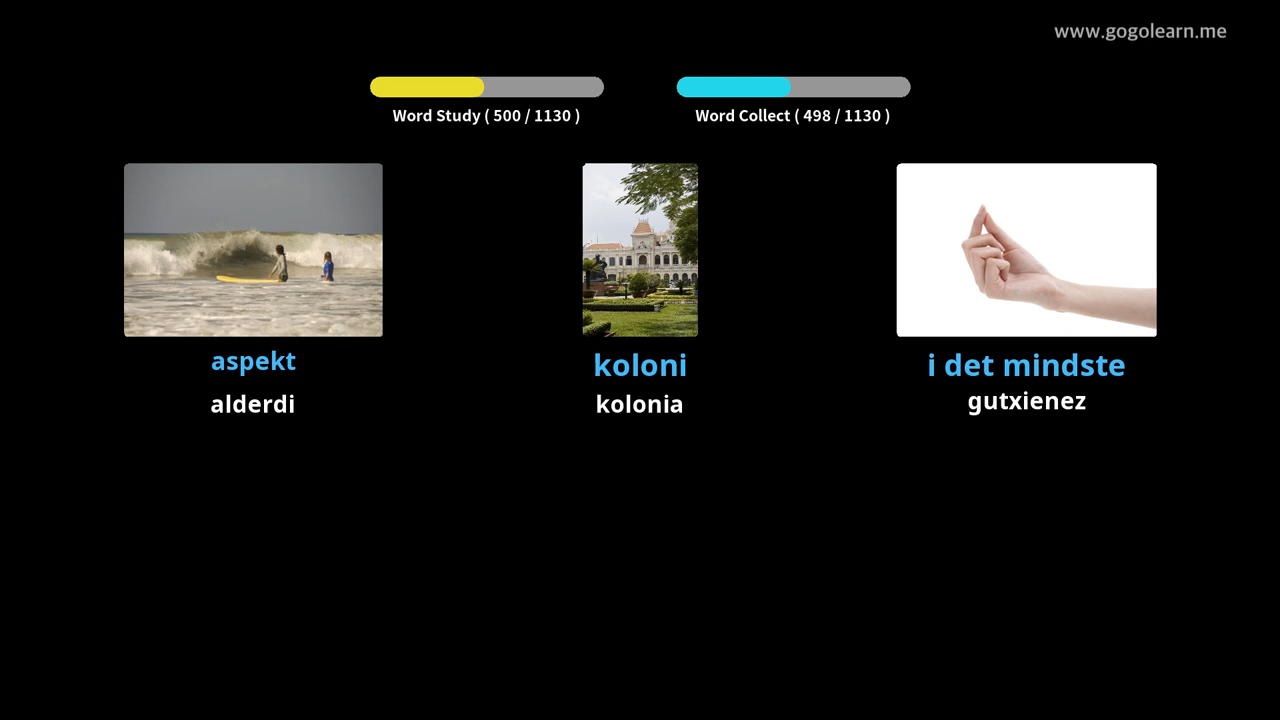 www.gogolearn.me
Word Study ( 500 / 1130 )
Word Collect ( 498 / 1130 )
aspekt
alderdi
koloni
kolonia
i det mindste
gutxienez